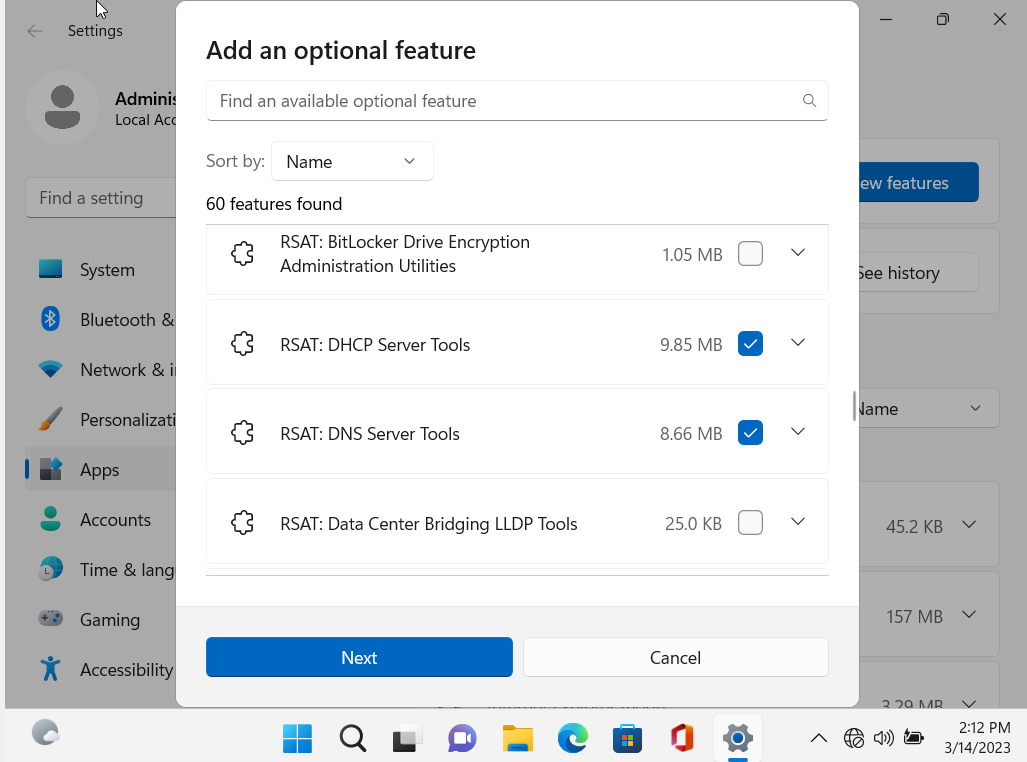 Settings
Adminis
Local Acc
Find a setting
System
Bluetooth &
Network & i
Personalizati
Apps
Accounts
Time & lang
Gaming
Accessibility
Add an optional feature
Find an available optional feature
Sort by: Name
60 features found
RSAT: BitLocker Drive Encryption
Administration Utilities
1.05 MB
RSAT: DHCP Server Tools 9.85 MB
RSAT: DNS Server Tools 8.66 MB
RSAT: Data Center Bridging LLDP Tools 25.0 KB
Next Cancel
ew features
See history
Name
45.2 KB
157 MB
3.29 MB
2:12 PM
3/14/2023